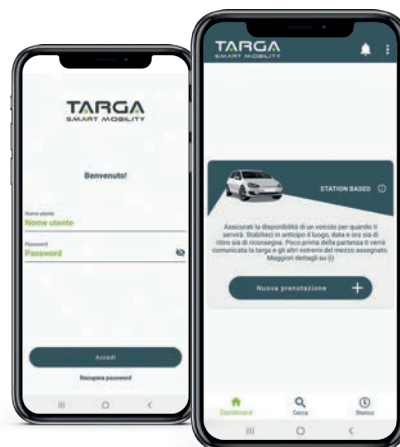 TARGA
SMART MOBILITY
Benvenuto!
Nome utente
Nome utente
Password
Password
Accedi
Recupera password
TARGA
SMART MOBILITY
STATION BASED
Assicurati la disponibilità di un veicolo per quando ti
servirà. Stabilisci in anticipo il luogo, data e ora sia di
ritiro sia di riconsegna. Poco prima della partenza ti verrà
comunicata la targa e gli altri estremi del mezzo assegnato.
Maggiori dettagli su (i)
Nuova prenotazione +
Dashboard
Cerca
Storico